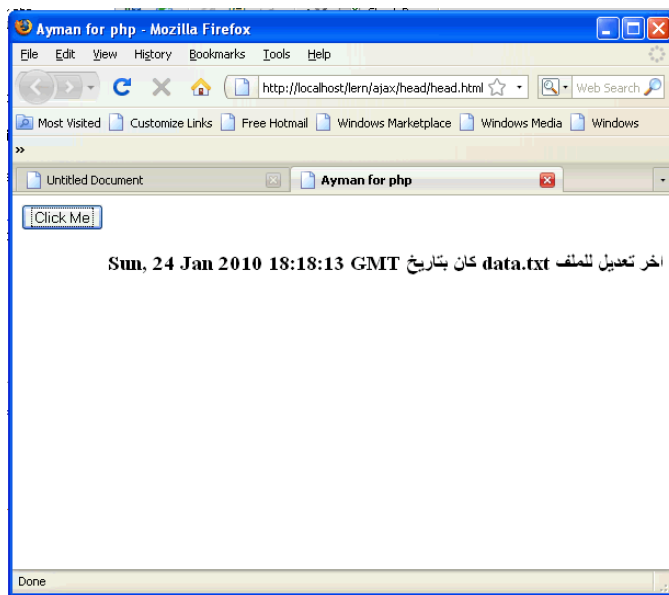 Ayman for php - Mozilla Firefox
File Edit View History Bookmarks Tools Help
http://localhost/lern/ajax/head/head.html
Web Search
Most Visited Customize Links Free Hotmail Windows Marketplace Windows Media Windows
»
Untitled Document
Ayman for php
Click Me
اخر تعديل للملف data.txt كان بتاريخ Sun, 24 Jan 2010 18:18:13 GMT
Done